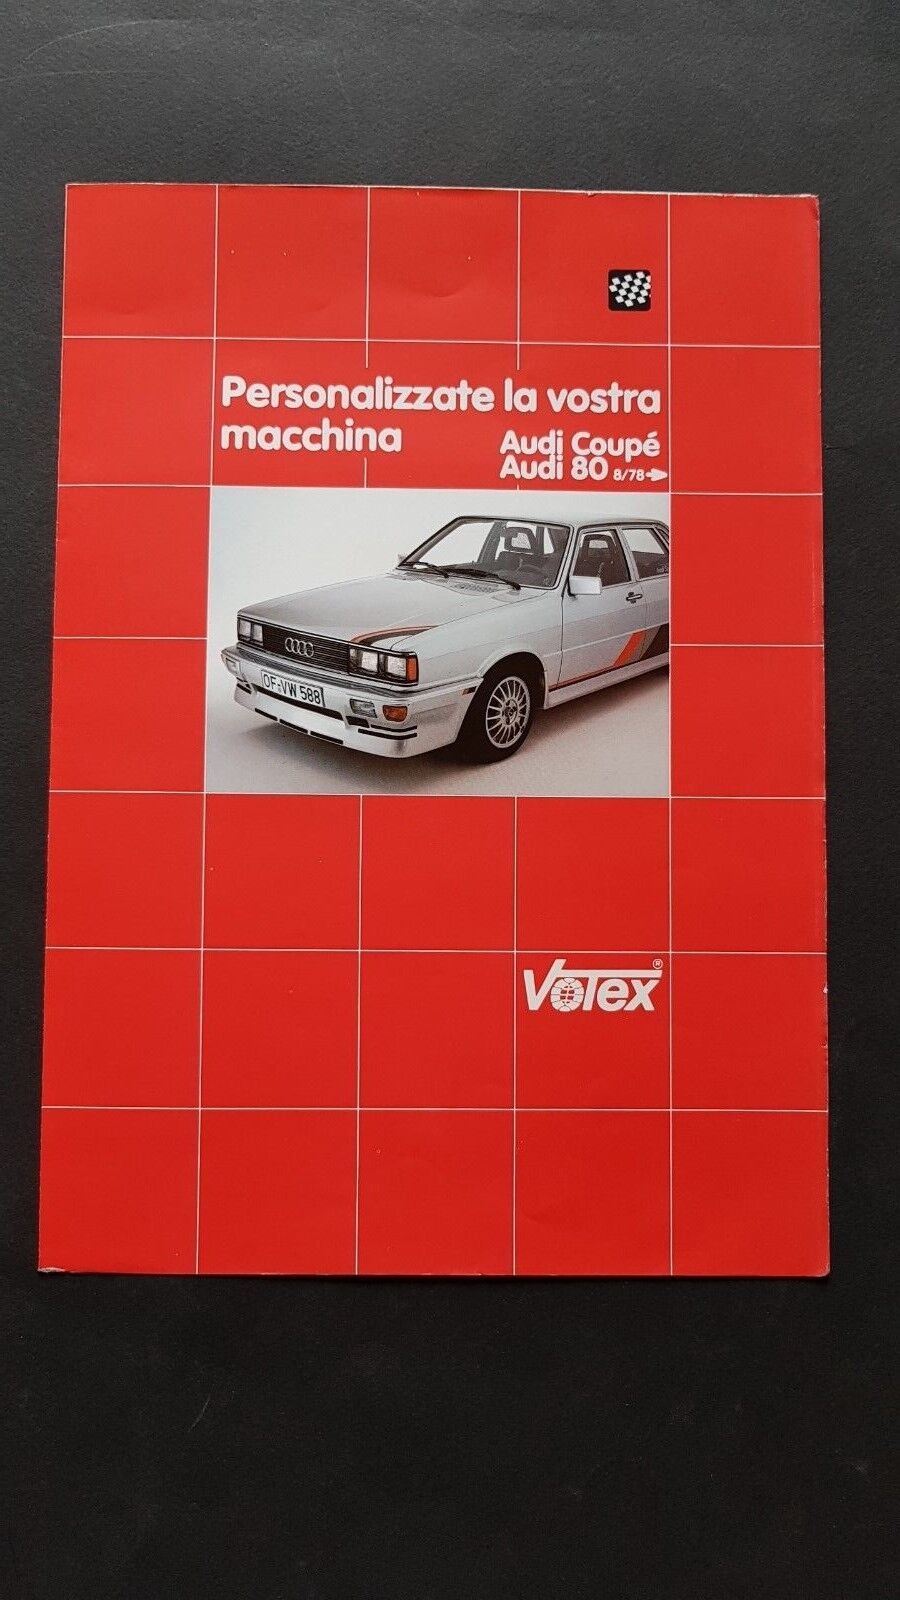 Personalizzate la vostra
macchina
Audi Coupé
Audi 80 8/78
OF-VW 588
VOTEX ®